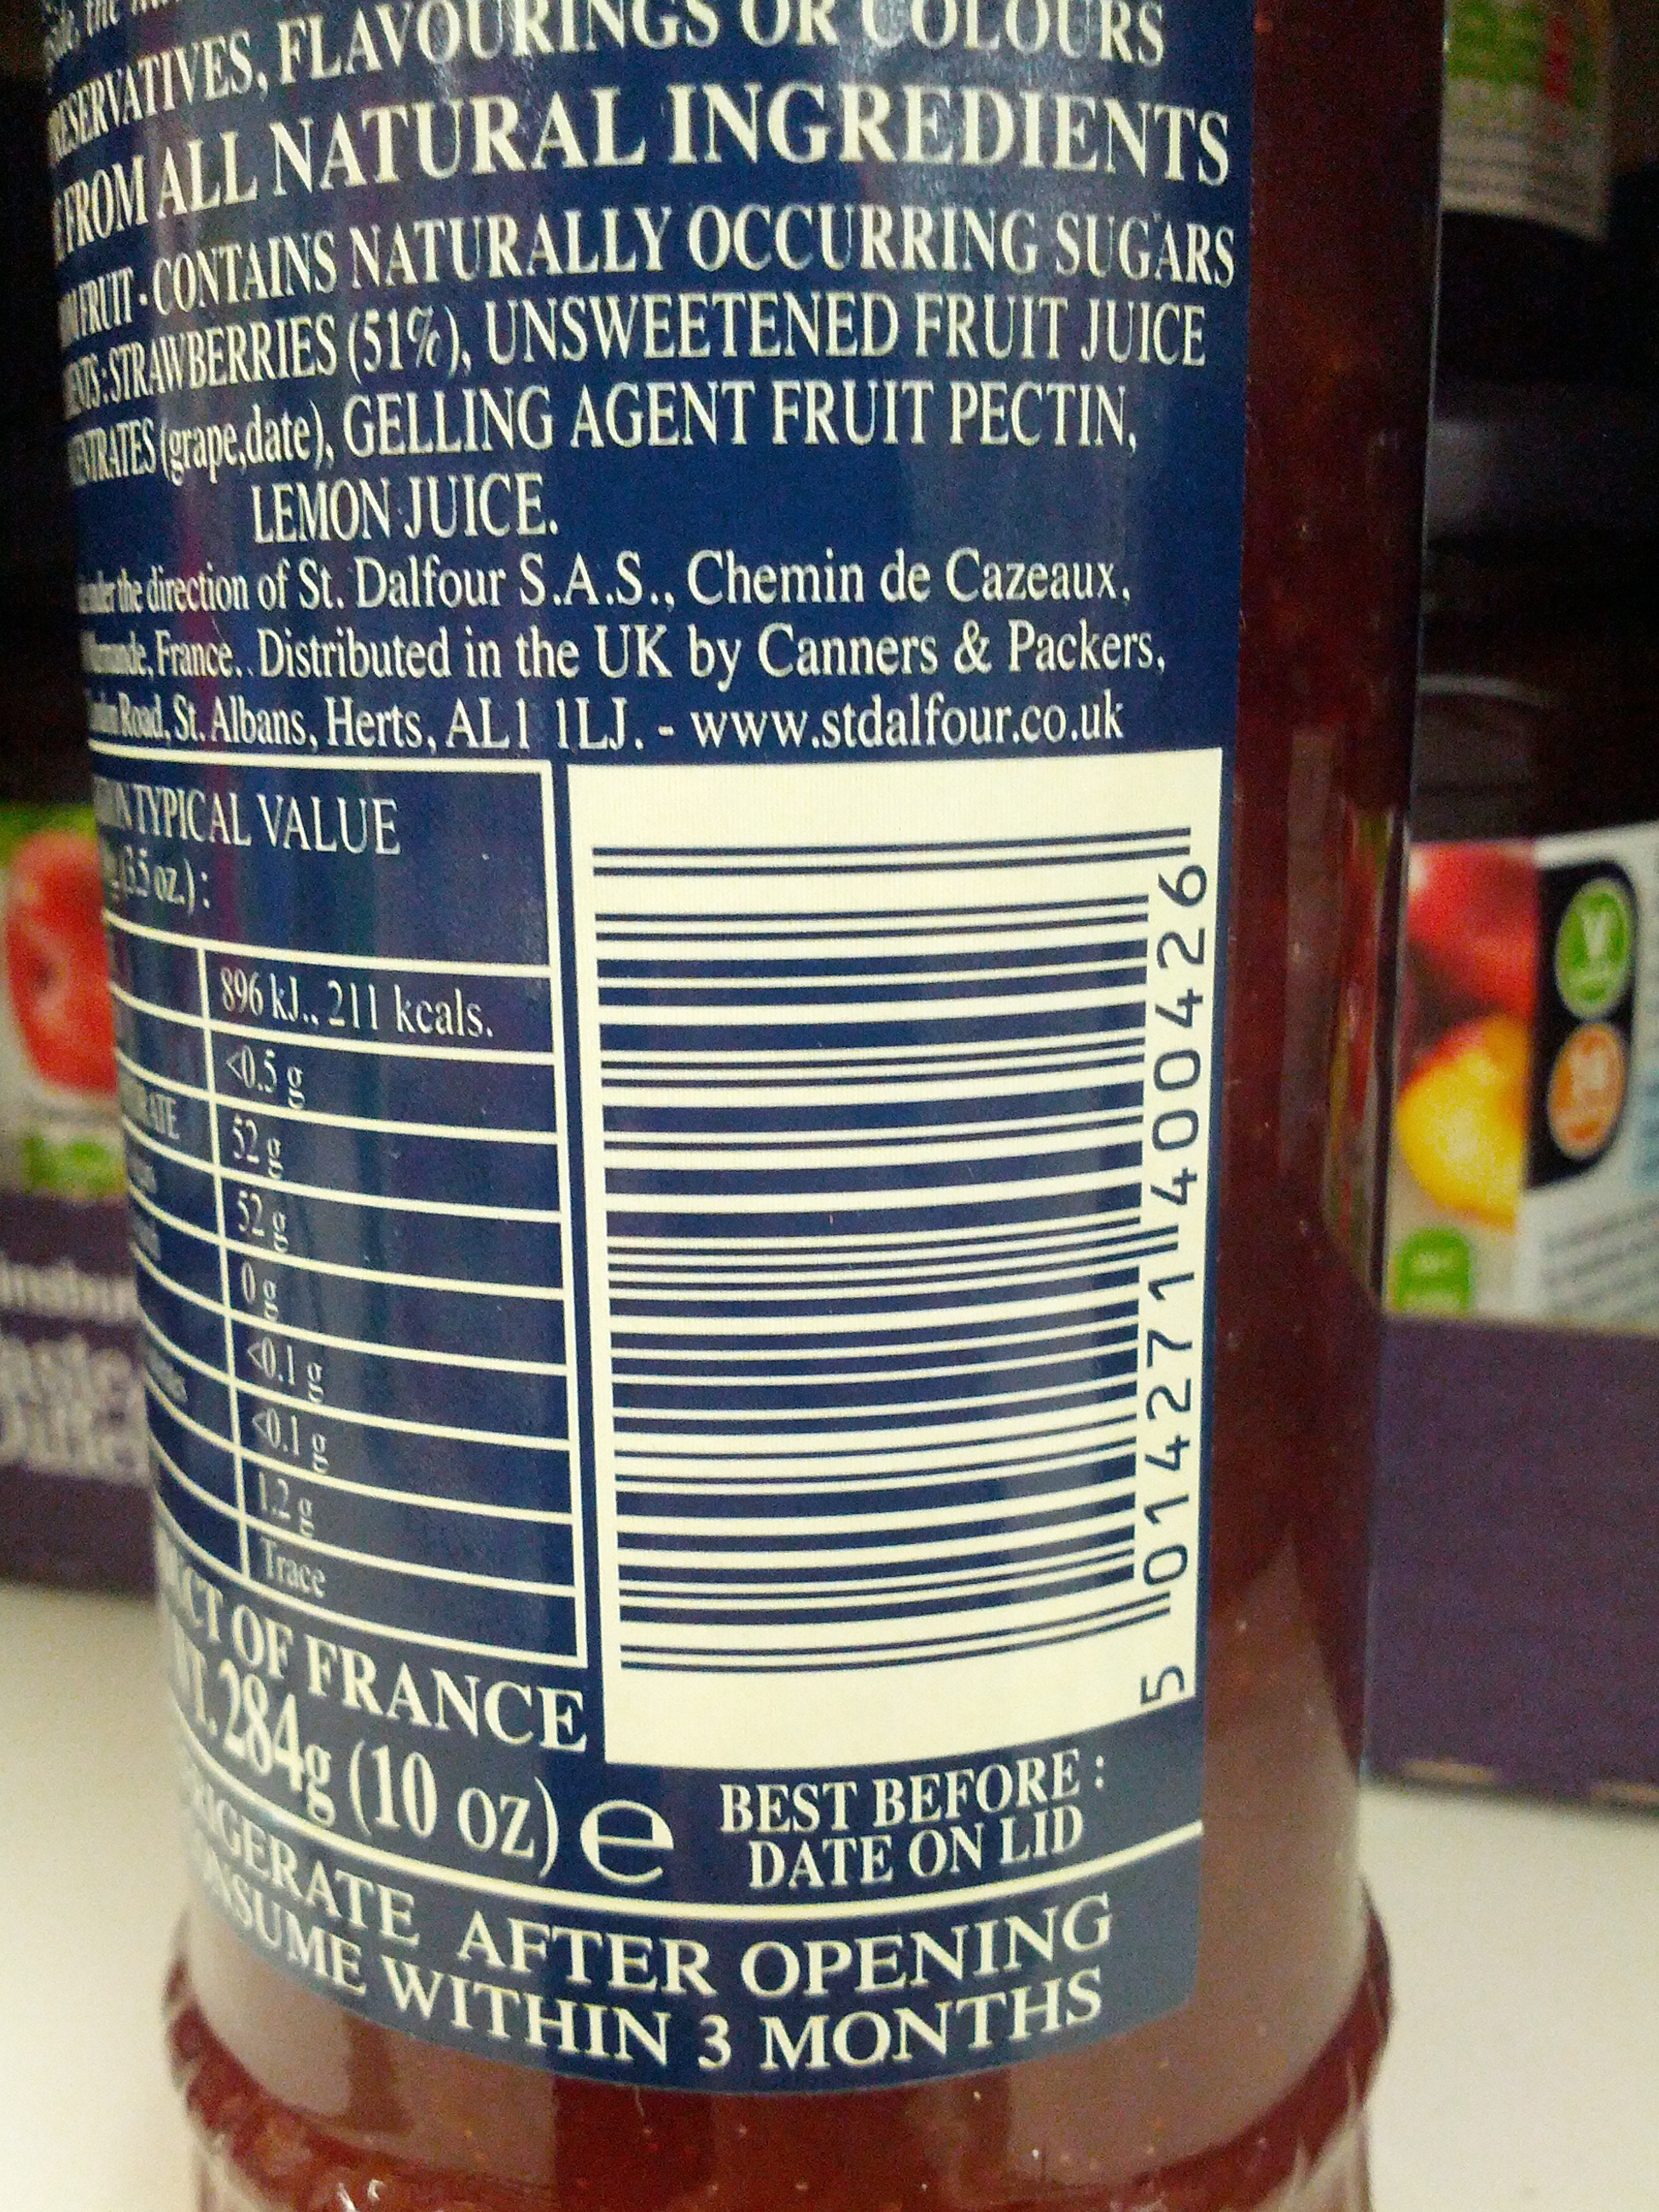 PRESERVATIVES, FLAVOURINGS OR COLOURS
FROM ALL NATURAL INGREDIENTS
FRUIT - CONTAINS NATURALLY OCCURRING SUGARS
STRAWBERRIES (51%), UNSWEETENED FRUIT JUICE
(grape,date), GELLING AGENT FRUIT PECTIN,
LEMON JUICE.
under the direction of St. Dalfour S.A.S., Chemin de Cazeaux,
France.. Distributed in the UK by Canners & Packers,
Road, St. Albans, Herts, AL1 1LJ. - www.stdalfour.co.uk
TYPICAL VALUE
(3.5 oz.) :
896 kJ., 211 kcals.
<0.5 g
52 g
52 g
0 g
<0.1 g
<0.1 g
1.2 g
Trace
OF FRANCE
284g (10 oz) e
BEST BEFORE :
DATE ON LID
AFTER OPENING
WITHIN 3 MONTHS
5 014271 400426